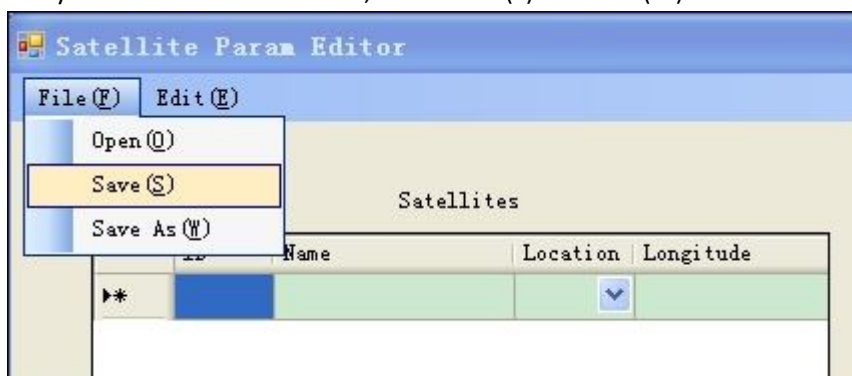 Satellite Param Editor
File(F) Edit(E)
Open(O)
Save(S)
Satellites
Save As(W)
Name Location Longitude